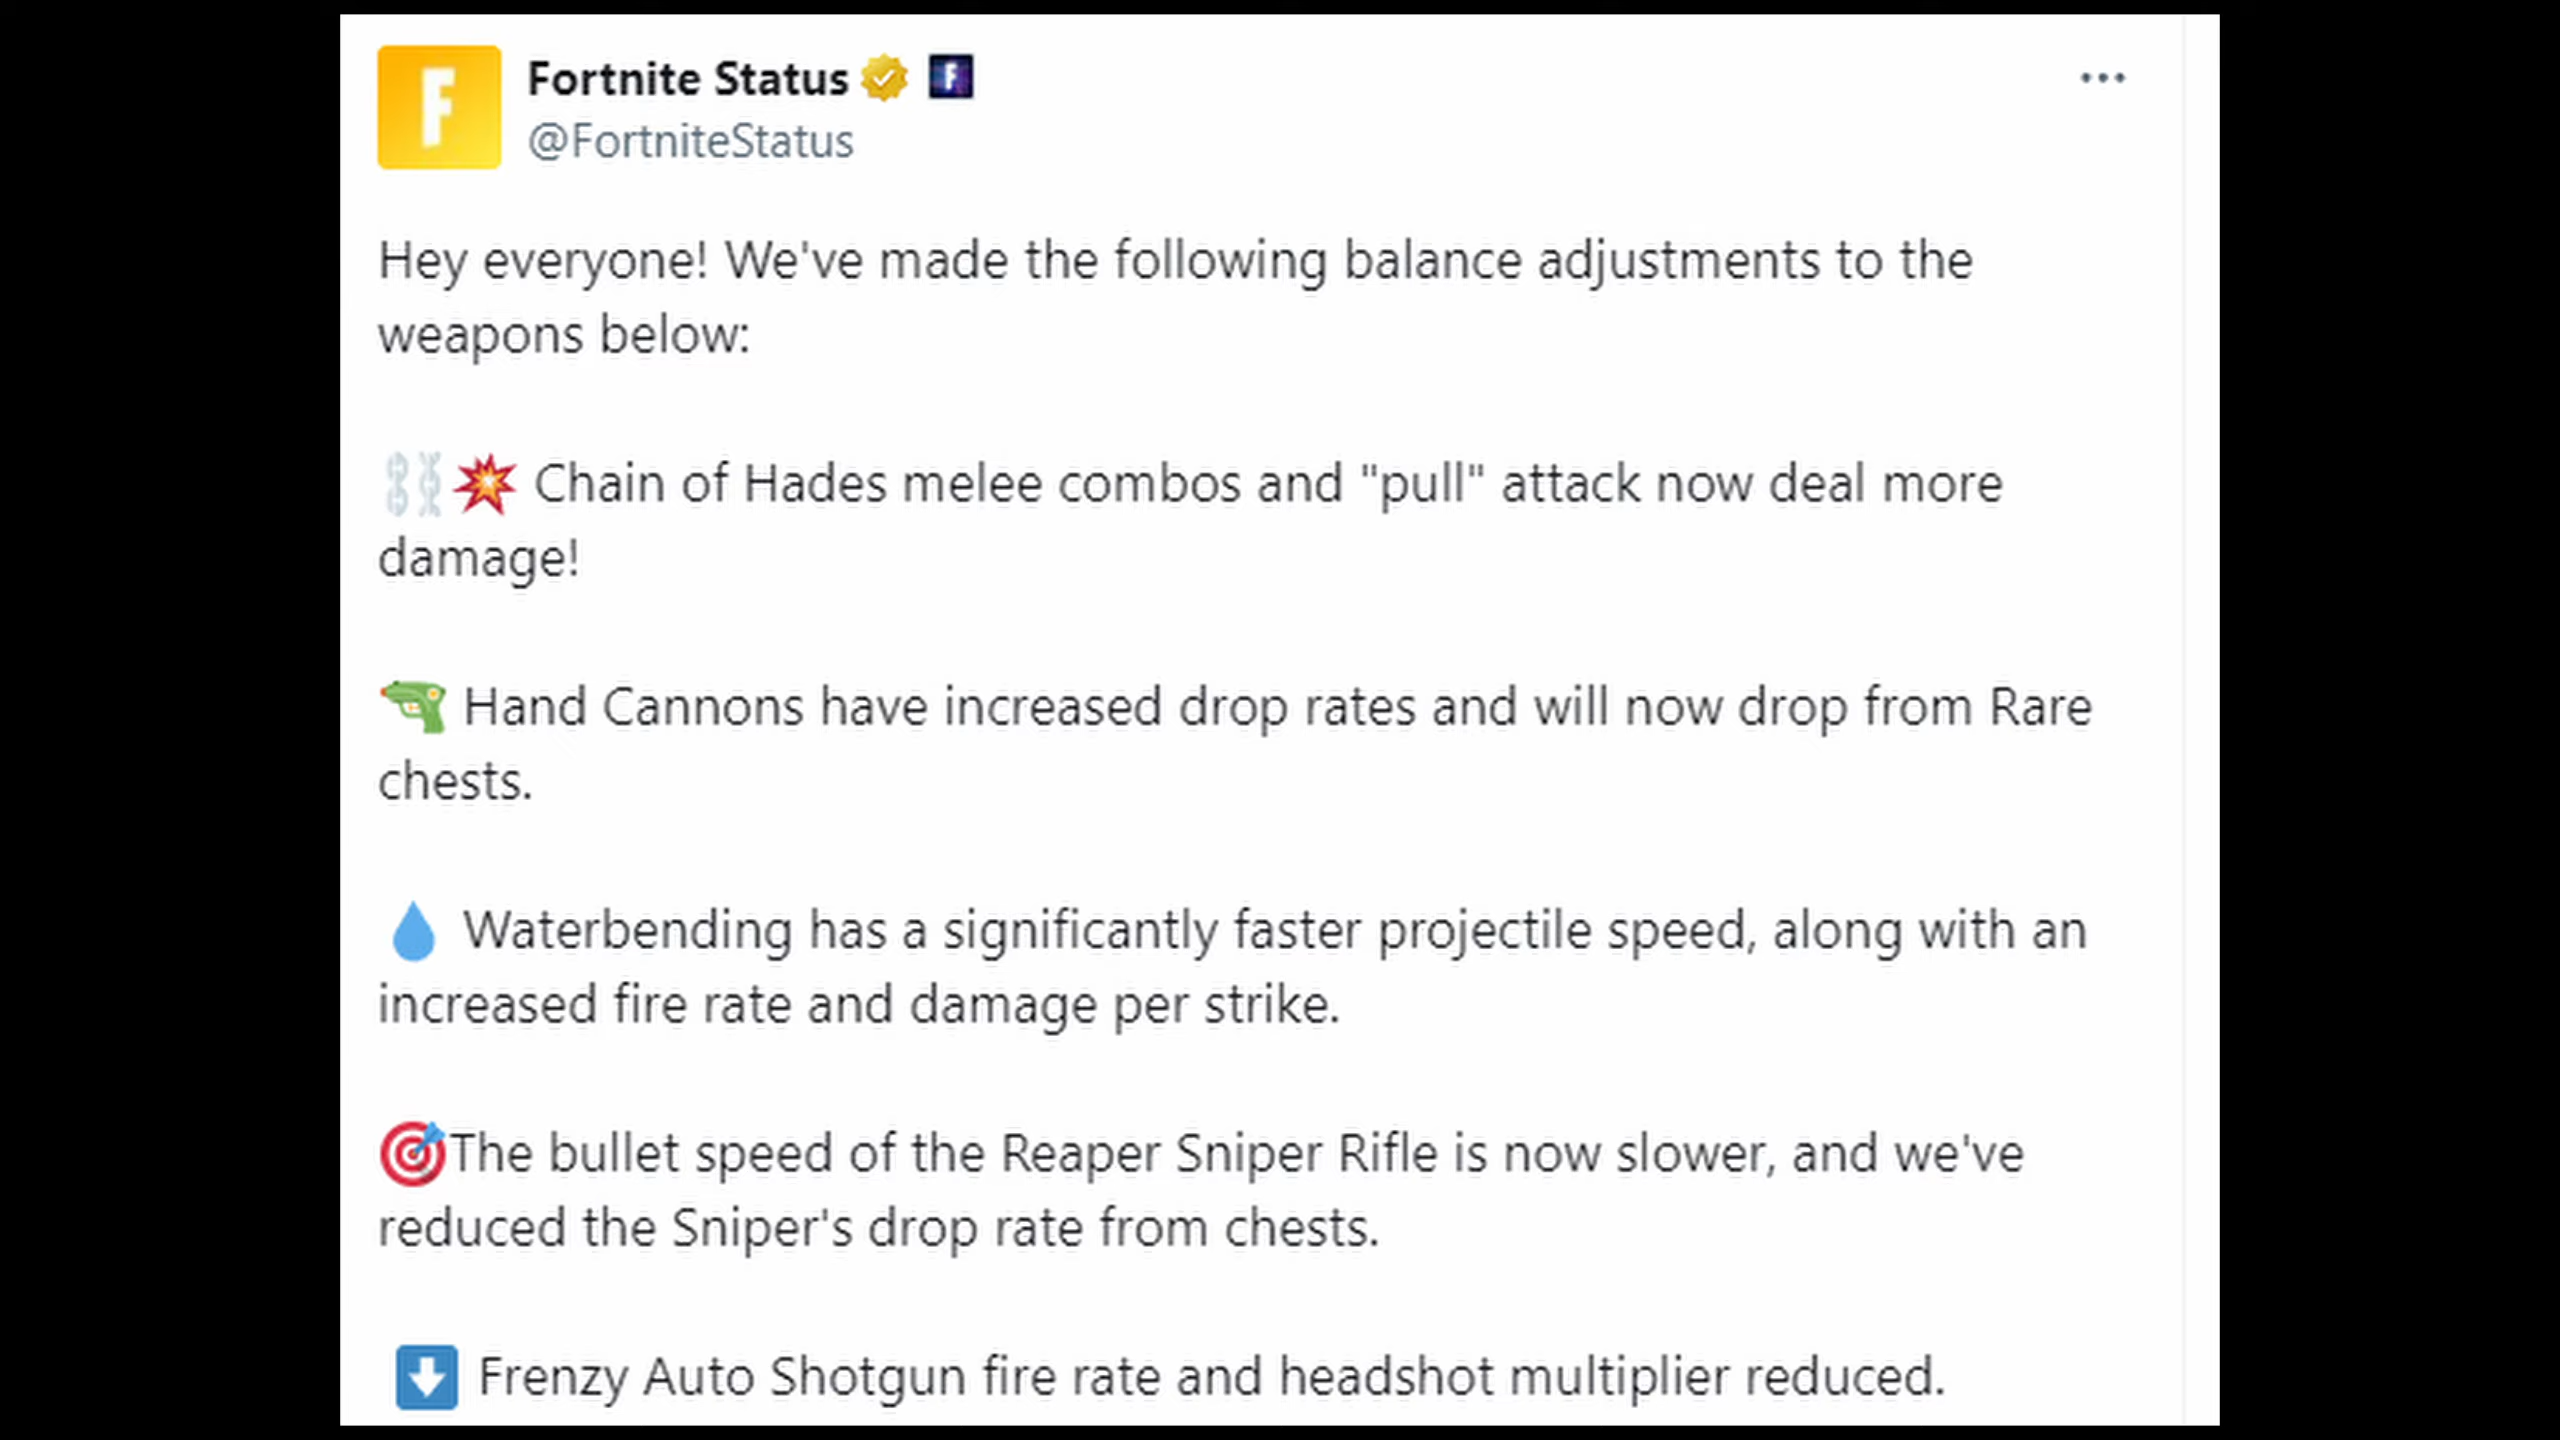 Fortnite Status
@FortniteStatus
Hey everyone! We've made the following balance adjustments to the
weapons below:
⛓️💥 Chain of Hades melee combos and "pull" attack now deal more
damage!
🔫 Hand Cannons have increased drop rates and will now drop from Rare
chests.
💧 Waterbending has a significantly faster projectile speed, along with an
increased fire rate and damage per strike.
🎯The bullet speed of the Reaper Sniper Rifle is now slower, and we've
reduced the Sniper's drop rate from chests.
⬇️ Frenzy Auto Shotgun fire rate and headshot multiplier reduced.